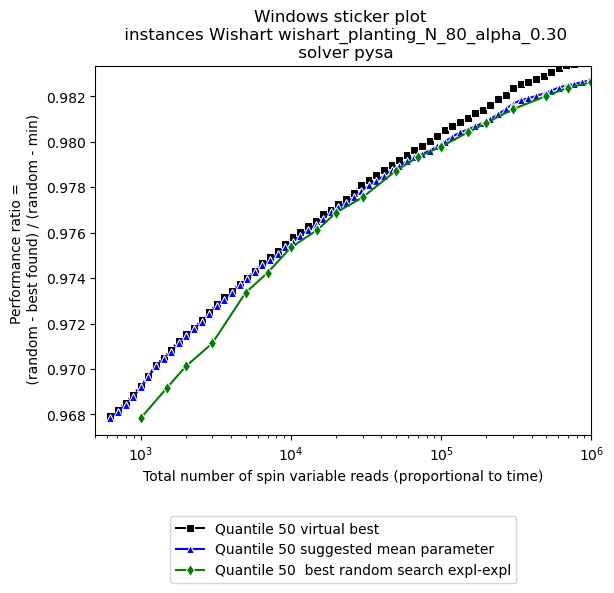 Windows sticker plot
instances Wishart wishart_planting_N_80_alpha_0.30
solver pysa
Performance ratio =
(random - best found) / (random - min)
0.982
0.980
0.978
0.976
0.974
0.972
0.970
0.968
10³ 10⁴ 10⁵ 10⁶
Total number of spin variable reads (proportional to time)
Quantile 50 virtual best
Quantile 50 suggested mean parameter
Quantile 50  best random search expl-expl